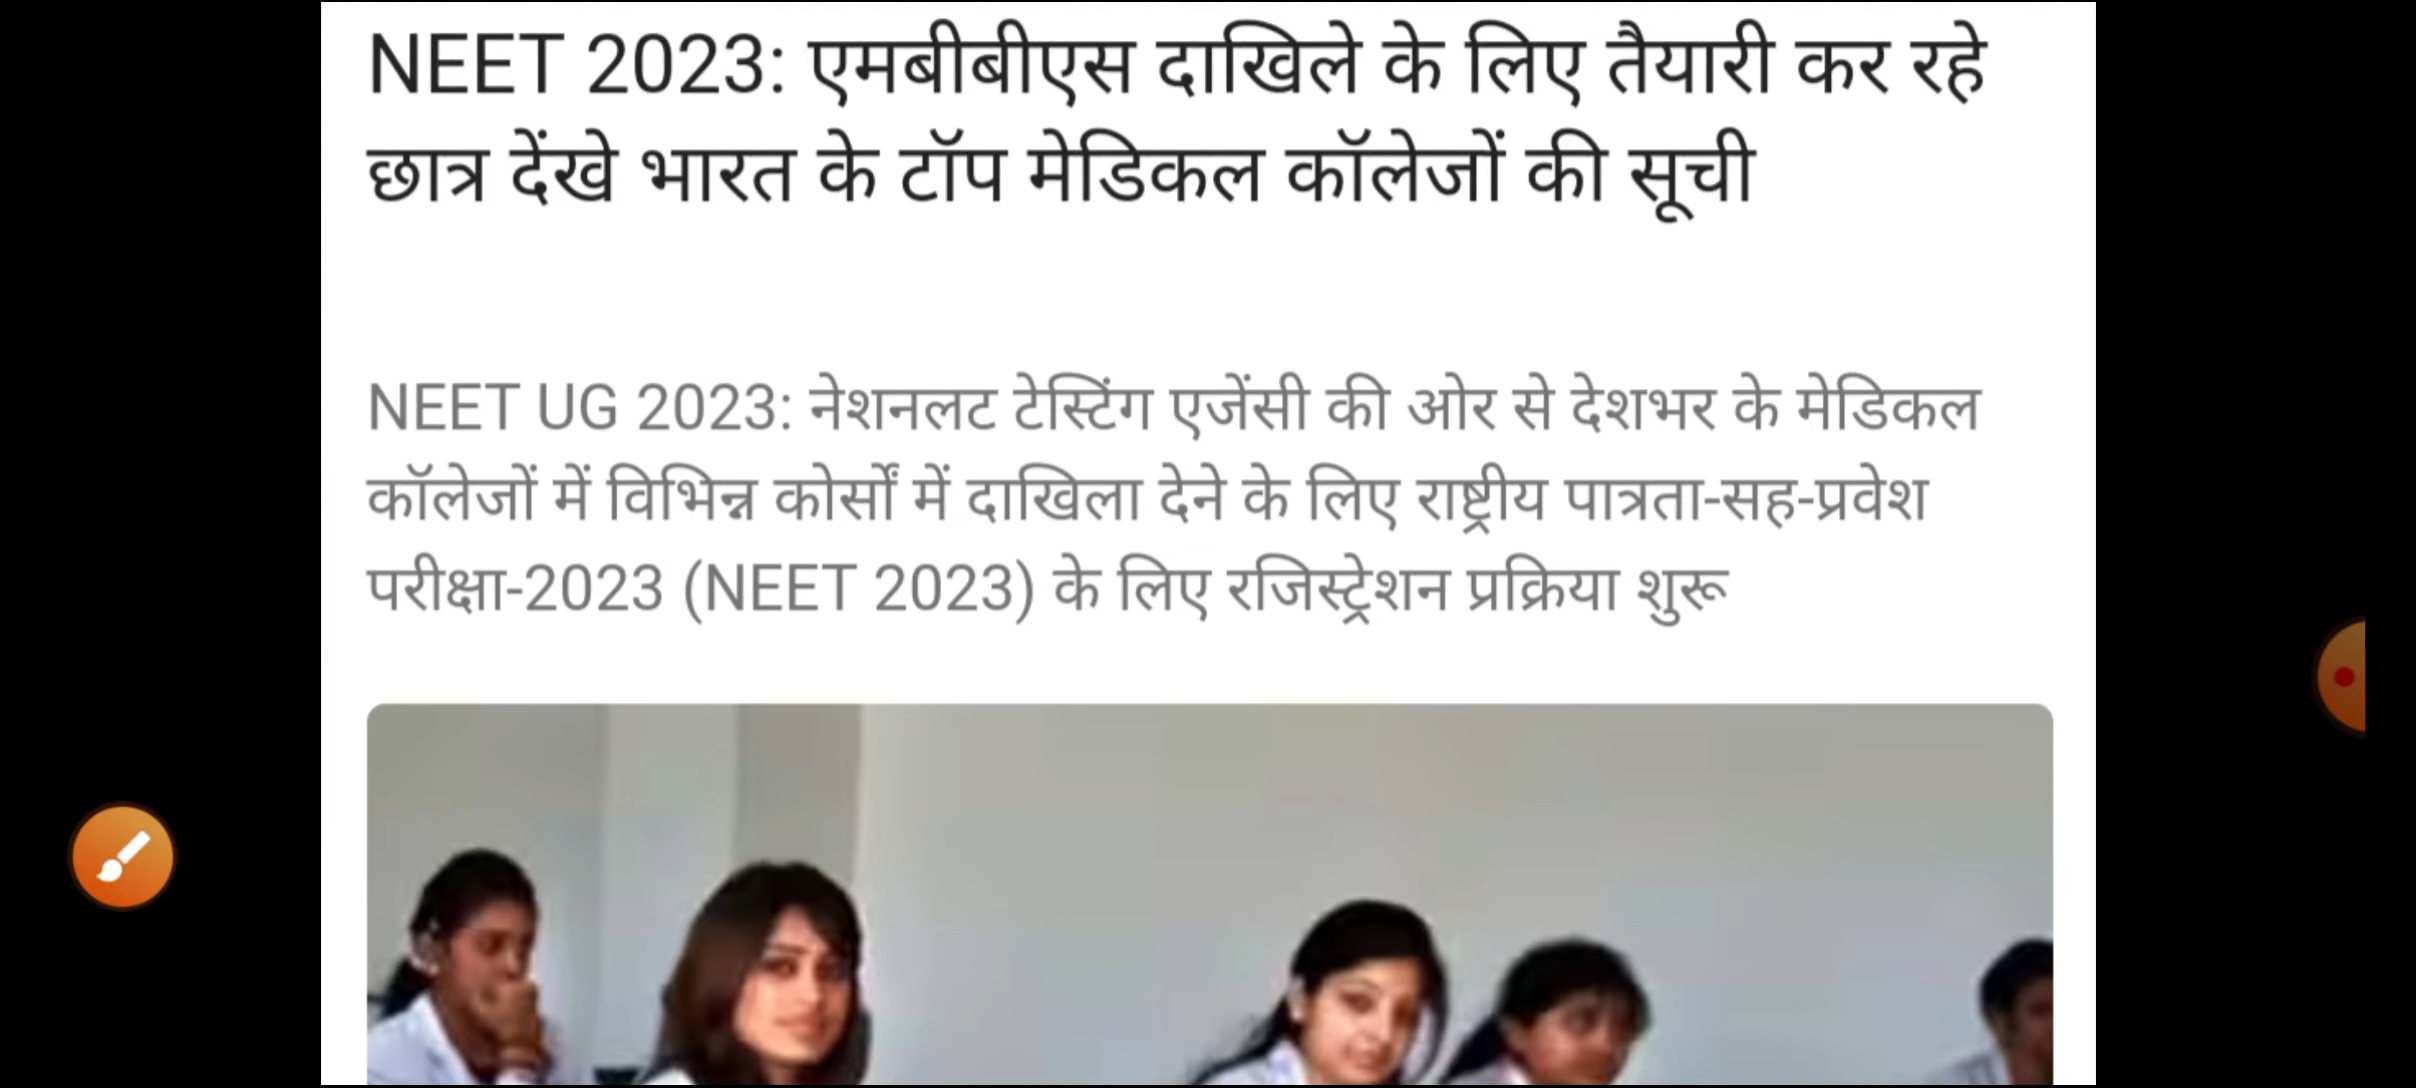 NEET 2023: एमबीबीएस दाखिले के लिए तैयारी कर रहे
छात्र देंखे भारत के टॉप मेडिकल कॉलेजों की सूची
NEET UG 2023: नेशनलट टेस्टिंग एजेंसी की ओर से देशभर के मेडिकल
कॉलेजों में विभिन्न कोर्सों में दाखिला देने के लिए राष्ट्रीय पात्रता-सह-प्रवेश
परीक्षा-2023 (NEET 2023) के लिए रजिस्ट्रेशन प्रक्रिया शुरू